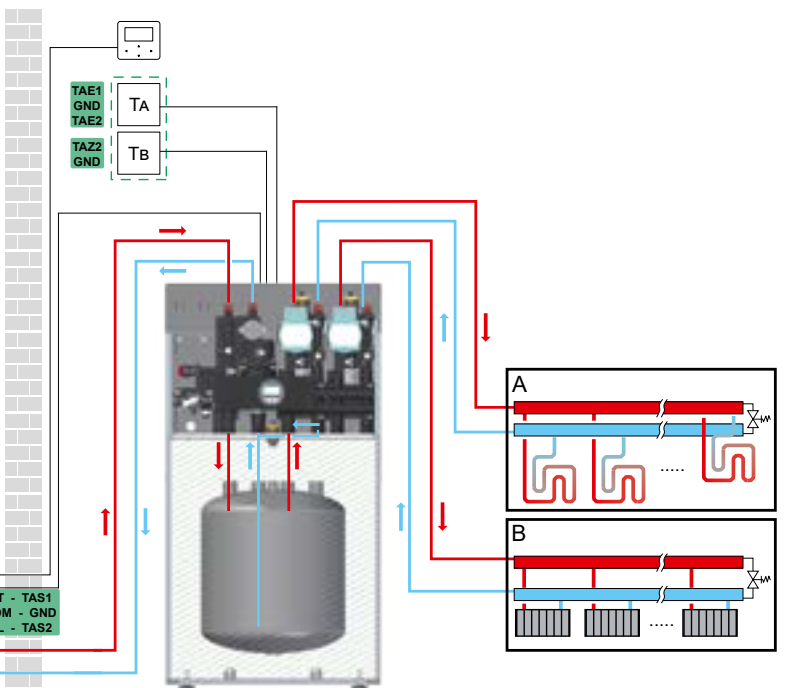 TAE1
GND
TAE2
TA
TAZ2
GND
TB
A
.....
B
.....
- TAS1
- GND
- TAS2